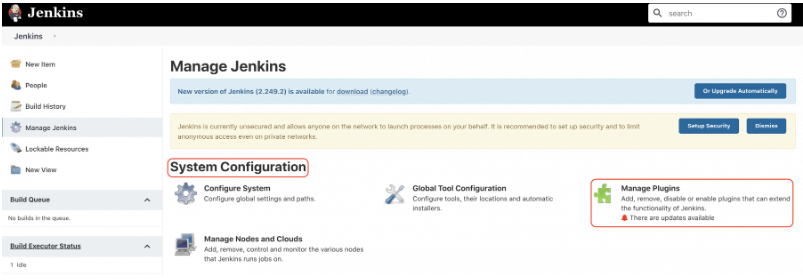 Jenkins
search
Jenkins
New Item
People
Build History
Manage Jenkins
Lockable Resources
New View
Build Queue
No builds in the queue.
Build Executor Status
1 Idle
Manage Jenkins
New version of Jenkins (2.249.2) is available for download (changelog).
Or Upgrade Automatically
Jenkins is currently unsecured and allows anyone on the network to launch processes on your behalf. It is recommended to set up security and to limit
anonymous access even on private networks.
Setup Security
Dismiss
System Configuration
Configure System
Configure global settings and paths.
Global Tool Configuration
Configure tools, their locations and automatic
installers.
Manage Plugins
Add, remove, disable or enable plugins that can extend
the functionality of Jenkins.
There are updates available
Manage Nodes and Clouds
Add, remove, control and monitor the various nodes
that Jenkins runs jobs on.